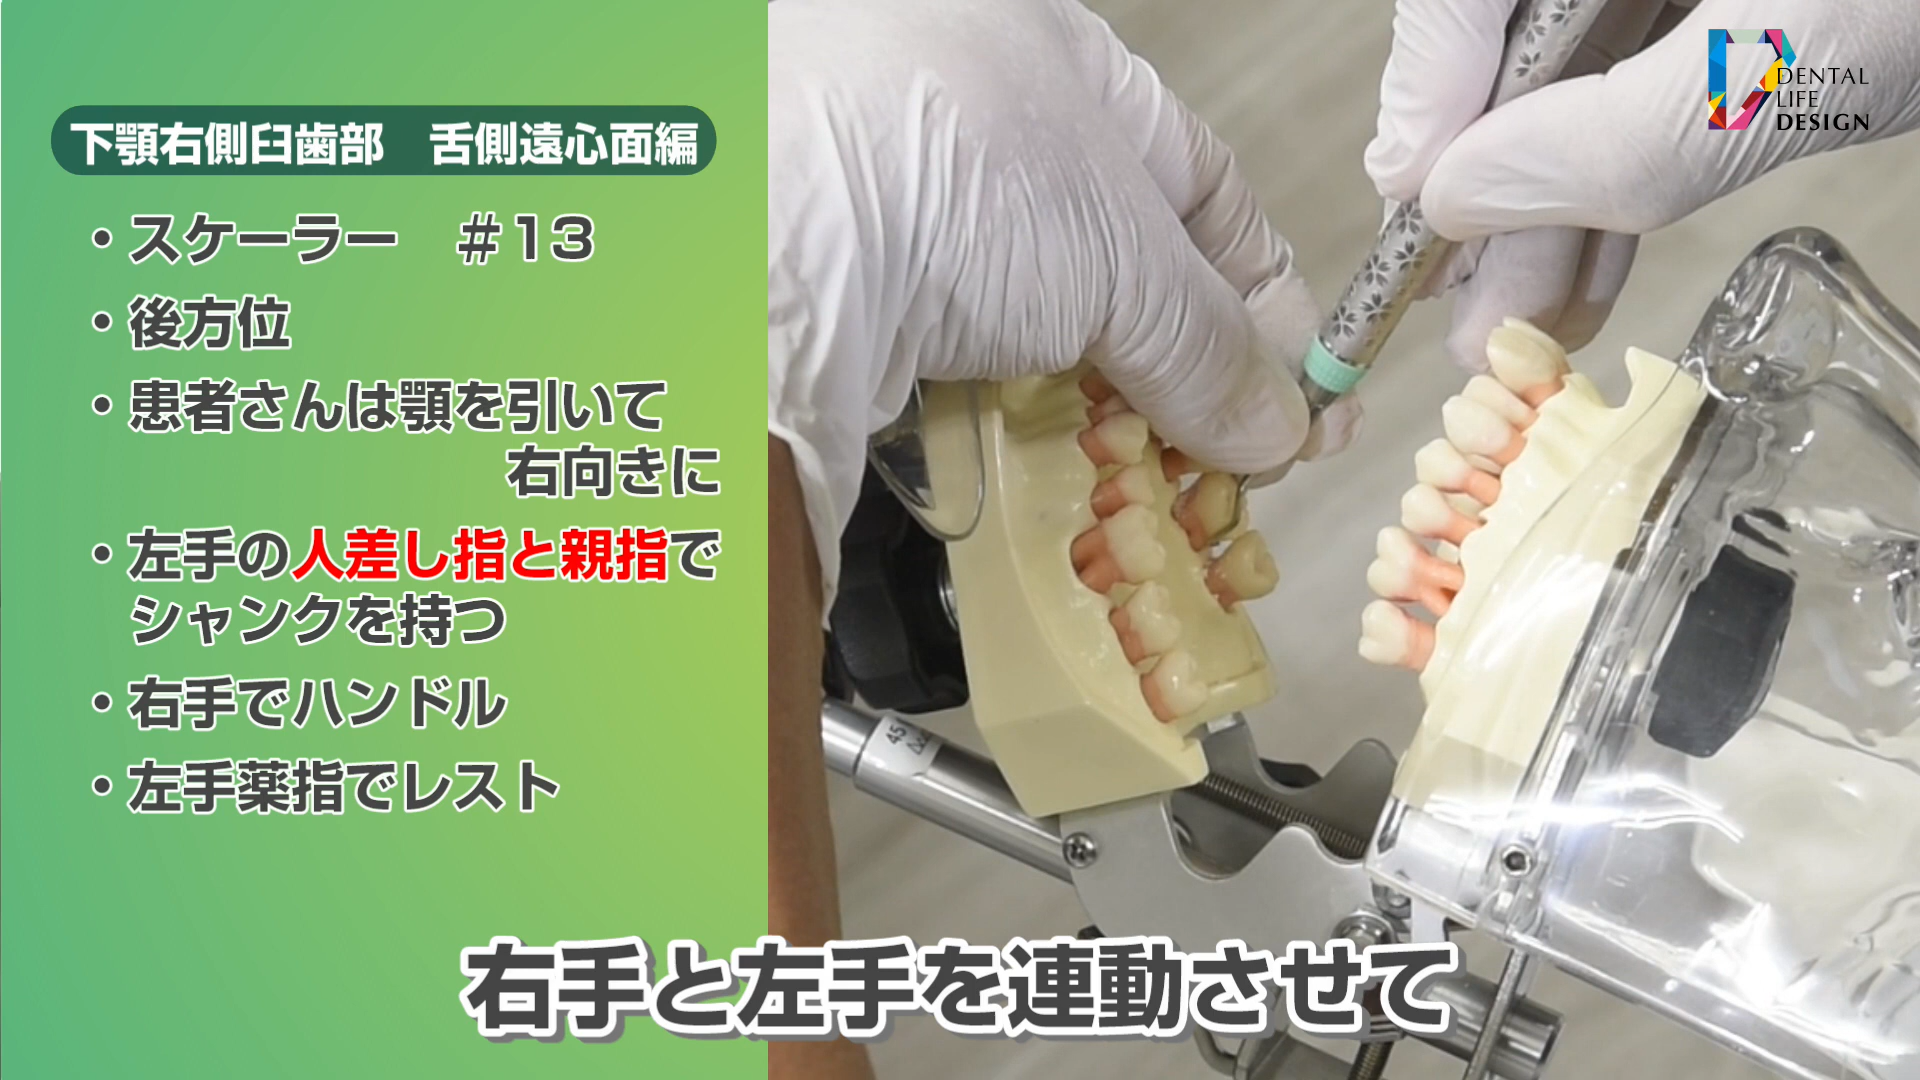 下顎右側臼歯部　舌側遠心面編
・スケーラー　＃13
・後方位
・患者さんは顎を引いて
右向きに
・左手の人差し指と親指で
シャンクを持つ
・右手でハンドル
・左手薬指でレスト
DENTAL
LIFE
DESIGN
45
右手と左手を連動させて